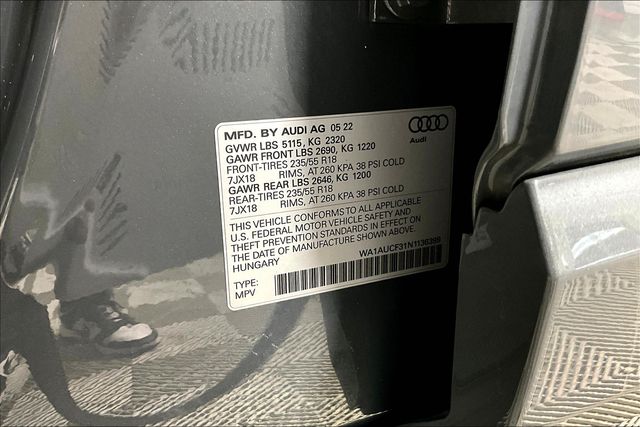 MFD. BY AUDI AG 05 22
Audi
GVWR LBS 5115, KG 2320
GAWR FRONT LBS 2690, KG 1220
FRONT-TIRES 235/55 R18
7JX18 RIMS, AT 260 KPA 38 PSI COLD
GAWR REAR LBS 2646, KG 1200
REAR-TIRES 235/55 R18
7JX18 RIMS, AT 260 KPA 38 PSI COLD
THIS VEHICLE CONFORMS TO ALL APPLICABLE
U.S. FEDERAL MOTOR VEHICLE SAFETY AND
THEFT PREVENTION STANDARDS IN EFFECT ON
THE DATE OF MANUFACTURE SHOWN ABOVE.
HUNGARY
WA1AUCF31N1136399
TYPE:
MPV